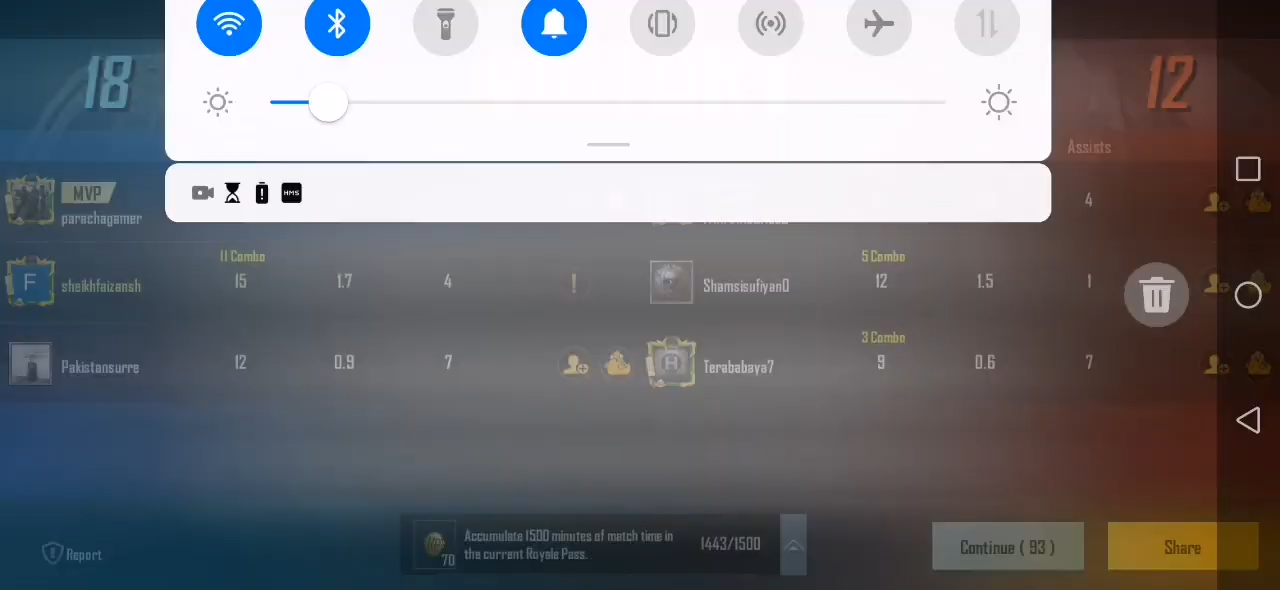 18
12
Assists
MVP
parachagamer
4
HMS
11 Combo
5 Combo
F
sheikhfaizansh
15
1.7
4
!
Shamsisufiyan0
12
1.5
1
3 Combo
Pakistansurre
12
0.9
7
H
Terababaya7
9
0.6
7
Report
70
Accumulate 1500 minutes of match time in
the current Royale Pass.
1443/1500
Continue ( 93 )
Share